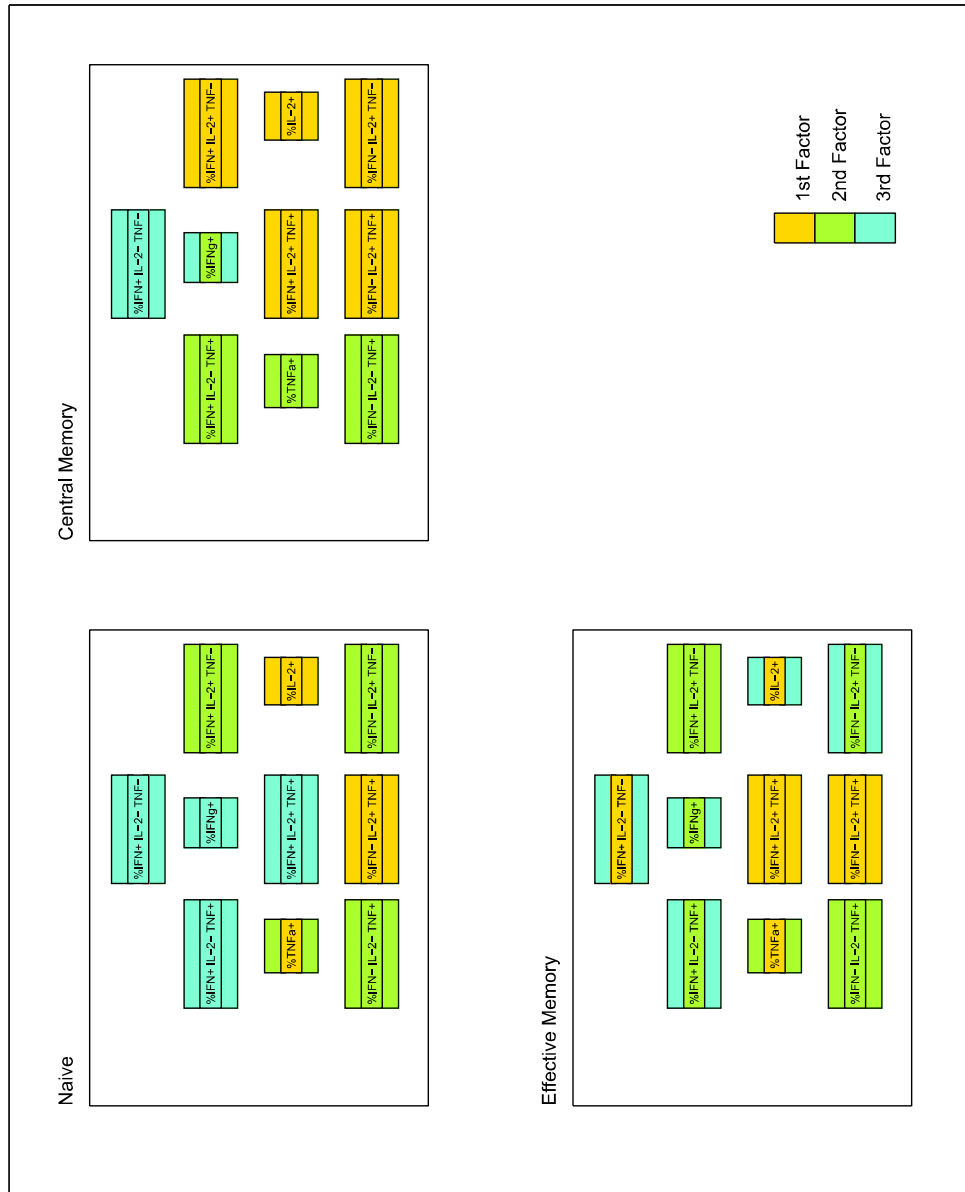 Naive
%IFN+ IL−2− TNF−
%IFN+ IL−2− TNF+
%IFNg+
%IFN+ IL−2+ TNF−
%TNFa+
%IFN+ IL−2+ TNF+
%IL−2+
%IFN− IL−2− TNF+
%IFN− IL−2+ TNF+
%IFN− IL−2+ TNF−
Central Memory
%IFN+ IL−2− TNF−
%IFN+ IL−2− TNF+
%IFNg+
%IFN+ IL−2+ TNF−
%TNFa+
%IFN+ IL−2+ TNF+
%IL−2+
%IFN− IL−2− TNF+
%IFN− IL−2+ TNF+
%IFN− IL−2+ TNF−
Effective Memory
%IFN+ IL−2− TNF−
%IFN+ IL−2− TNF+
%IFNg+
%IFN+ IL−2+ TNF−
%TNFa+
%IFN+ IL−2+ TNF+
%IL−2+
%IFN− IL−2− TNF+
%IFN− IL−2+ TNF+
%IFN− IL−2+ TNF−
1st Factor
2nd Factor
3rd Factor